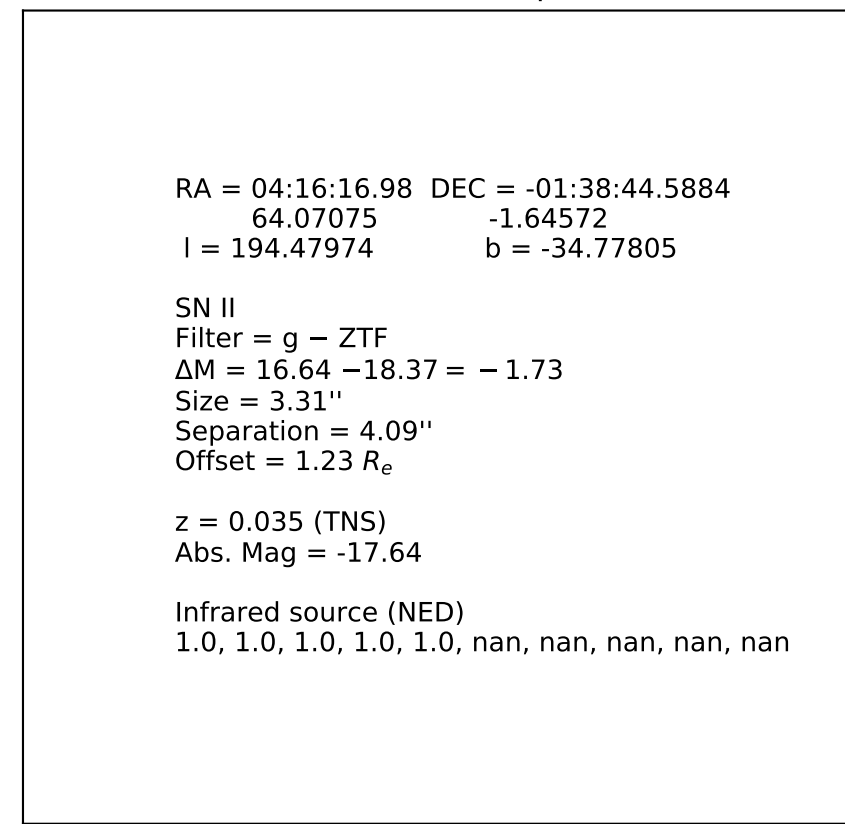 RA = 04:16:16.98 DEC = -01:38:44.5884
64.07075 -1.64572
l = 194.47974 b = -34.77805
SN II
Filter = g − ZTF
ΔM = 16.64 −18.37 = − 1.73
Size = 3.31''
Separation = 4.09''
Offset = 1.23 Rₑ
z = 0.035 (TNS)
Abs. Mag = -17.64
Infrared source (NED)
1.0, 1.0, 1.0, 1.0, 1.0, nan, nan, nan, nan, nan